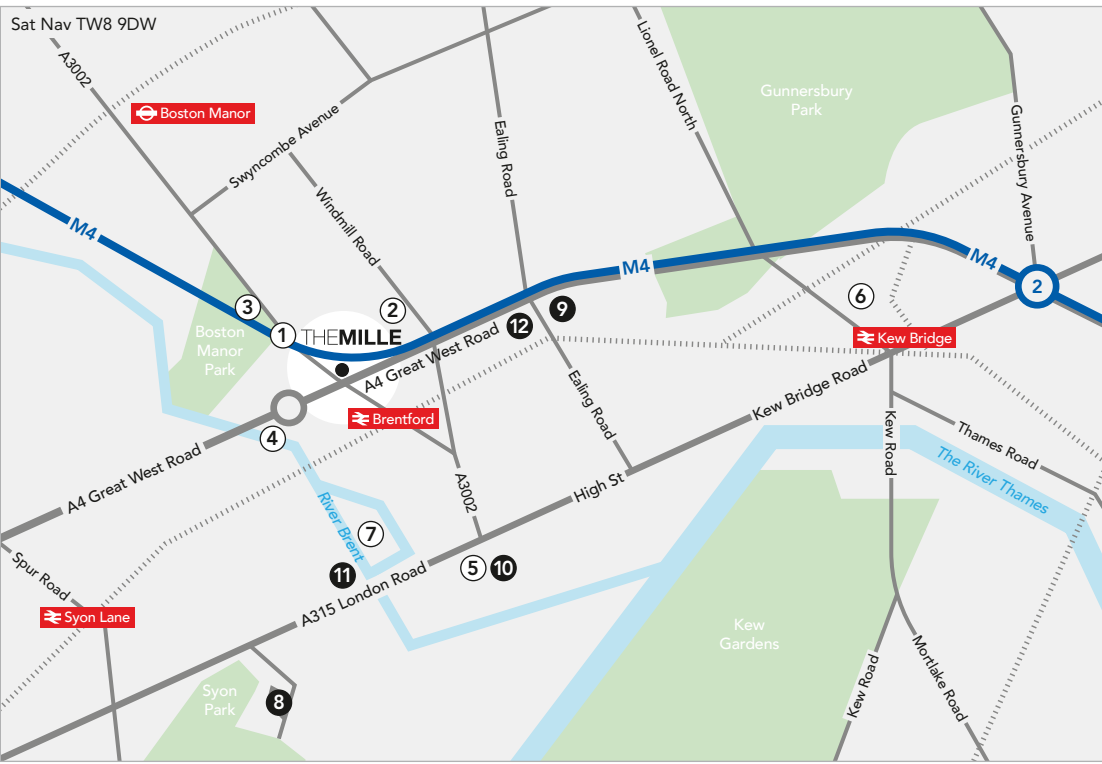 Sat Nav TW8 9DW
A3002
Boston Manor
Swyncombe Avenue
Windmill Road
Ealing Road
Lionel Road North
Gunnersbury
Park
Gunnersbury Avenue
M4
M4
M4
2
3
1
2
THEMILLE
Boston
Manor
Park
A4 Great West Road
12
9
6
Kew Bridge
Brentford
4
A4 Great West Road
Ealing Road
Kew Bridge Road
Kew Road
Thames Road
The River Thames
A3002
High St
River Brent
7
11
5
10
A315 London Road
Spur Road
Syon Lane
Syon
Park
8
Kew
Gardens
Kew Road
Mortlake Road